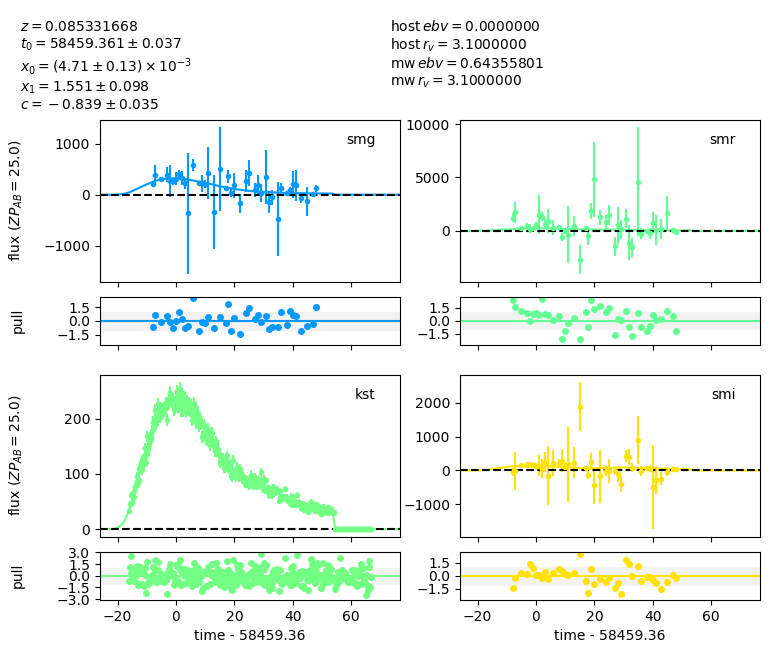 z = 0.085331668
t₀ = 58459.361 ± 0.037
x₀ = (4.71 ± 0.13) × 10⁻³
x₁ = 1.551 ± 0.098
c = −0.839 ± 0.035
host ebv = 0.0000000
host r_v = 3.1000000
mw ebv = 0.64355801
mw r_v = 3.1000000
flux (ZP_AB = 25.0)
1000
0
−1000
smg
10000
5000
0
smr
pull
1.5
0.0
−1.5
1.5
0.0
−1.5
flux (ZP_AB = 25.0)
200
100
0
kst
2000
1000
0
−1000
smi
pull
3.0
1.5
0.0
−1.5
−3.0
1.5
0.0
−1.5
−20 0 20 40 60
−20 0 20 40 60
time - 58459.36
time - 58459.36